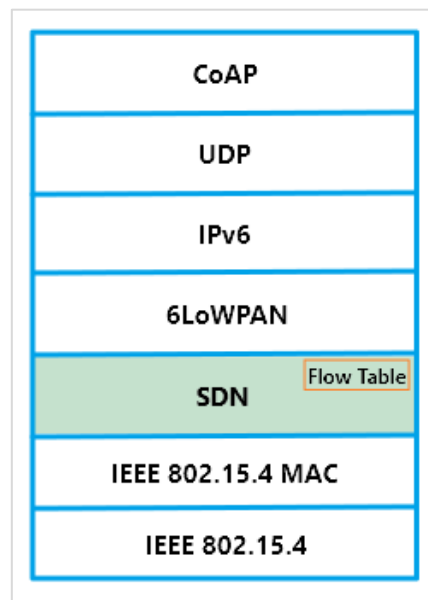 CoAP
UDP
IPv6
6LoWPAN
Flow Table
SDN
IEEE 802.15.4 MAC
IEEE 802.15.4